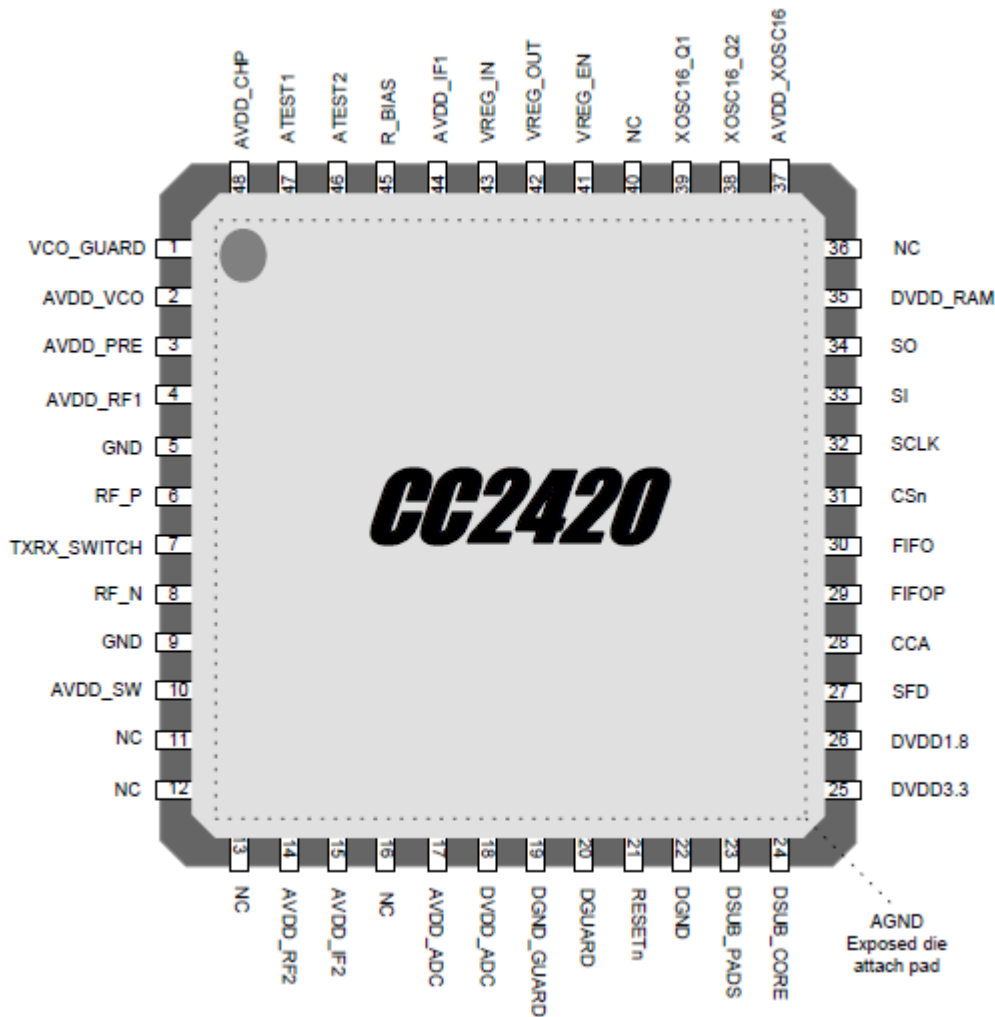 AVDD_CHP
ATEST1
ATEST2
R_BIAS
AVDD_IF1
VREG_IN
VREG_OUT
VREG_EN
NC
XOSC16_Q1
XOSC16_Q2
AVDD_XOSC16
48
47
46
45
44
43
42
41
40
39
38
37
VCO_GUARD 1
AVDD_VCO 2
AVDD_PRE 3
AVDD_RF1 4
GND 5
RF_P 6
TXRX_SWITCH 7
RF_N 8
GND 9
AVDD_SW 10
NC 11
NC 12
CC2420
36 NC
35 DVDD_RAM
34 SO
33 SI
32 SCLK
31 CSn
30 FIFO
29 FIFOP
28 CCA
27 SFD
26 DVDD1.8
25 DVDD3.3
13
14
15
16
17
18
19
20
21
22
23
24
NC
AVDD_RF2
AVDD_IF2
NC
AVDD_ADC
DVDD_ADC
DGND_GUARD
DGUARD
RESETn
DGND
DSUB_PADS
DSUB_CORE
AGND
Exposed die
attach pad